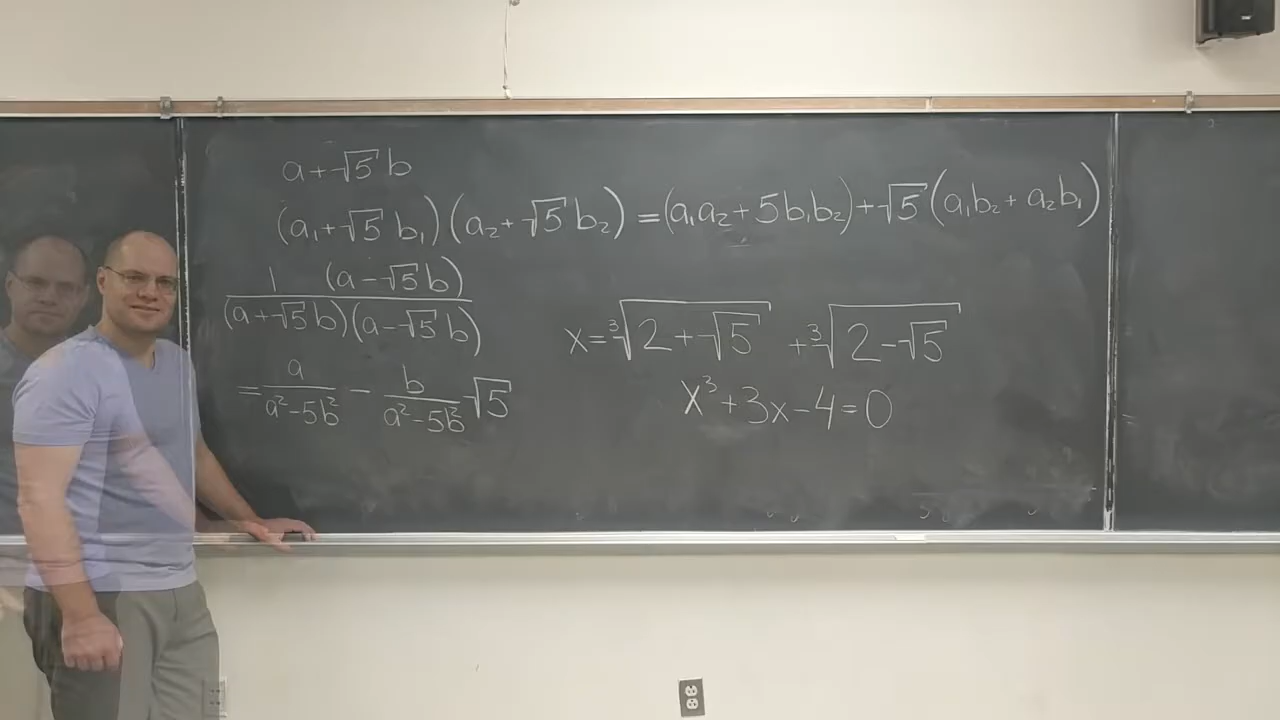 a+√5 b
(a₁+√5 b₁)(a₂+√5 b₂) = (a₁a₂+5b₁b₂)+√5(a₁b₂+a₂b₁)
1 (a-√5 b)
(a+√5 b)(a-√5 b)
= a/(a²-5b²) - b/(a²-5b²) √5
x = ∛(2+√5) + ∛(2-√5)
x³+3x-4=0